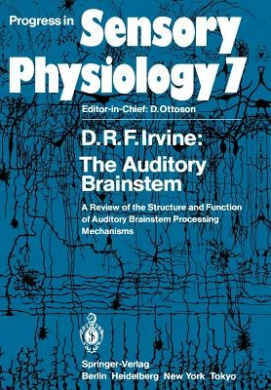 Progress in
Sensory
Physiology 7
Editor-in-Chief: D. Ottoson
D. R. F. Irvine:
The Auditory
Brainstem
A Review of the Structure and Function
of Auditory Brainstem Processing
Mechanisms
Springer-Verlag
Berlin Heidelberg New York Tokyo